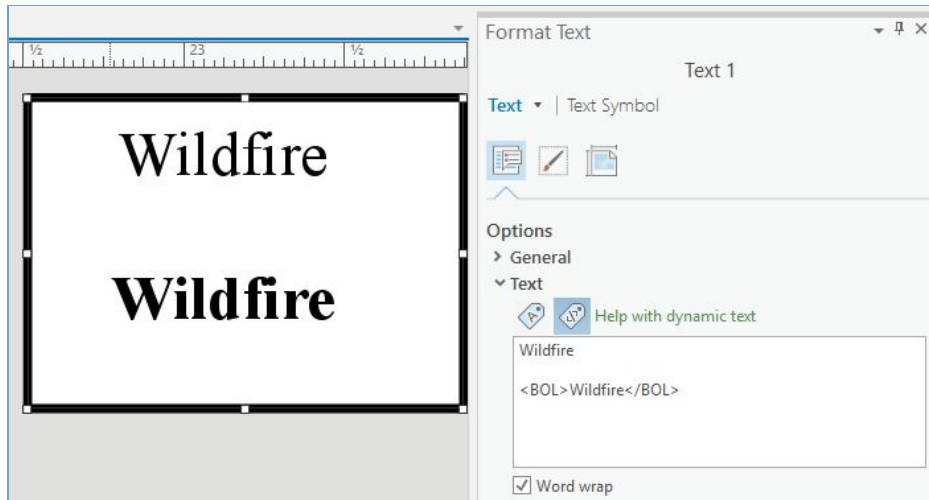 ½ 23 ½
Wildfire
Wildfire
Format Text
Text 1
Text | Text Symbol
Options
General
Text
Help with dynamic text
Wildfire
<BOL>Wildfire</BOL>
Word wrap